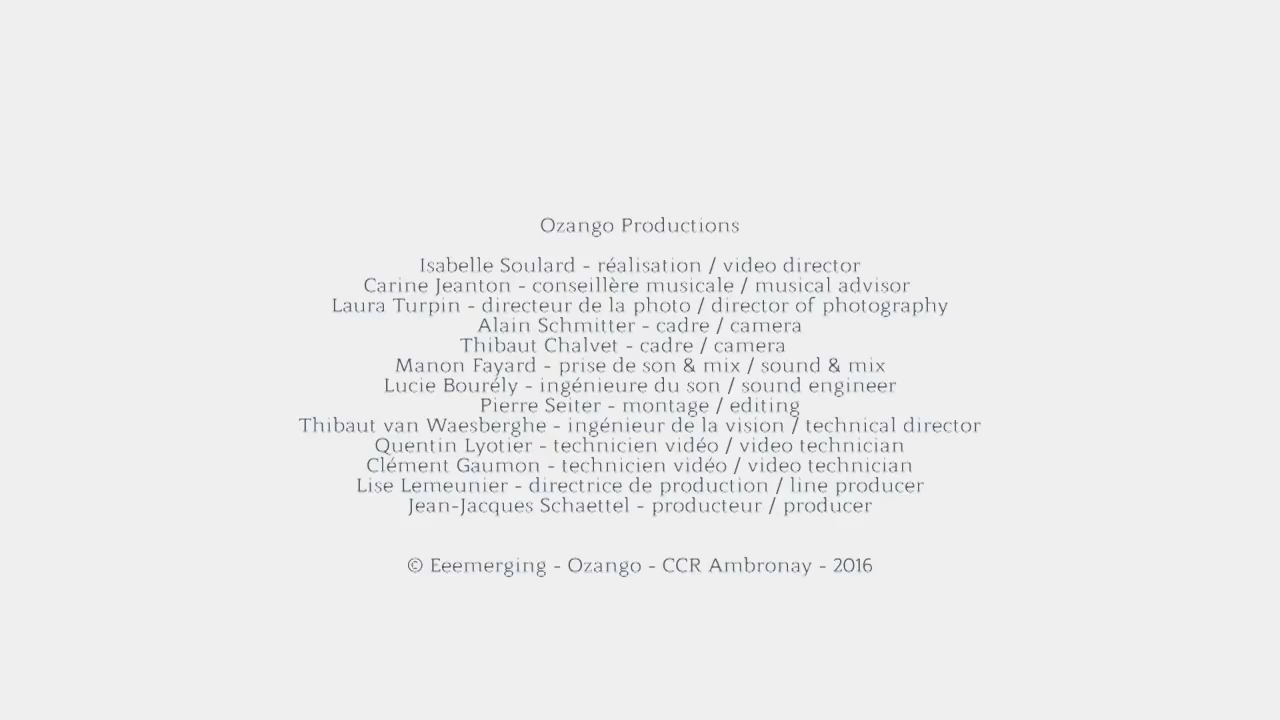 Ozango Productions
Isabelle Soulard - réalisation / video director
Carine Jeanton - conseillère musicale / musical advisor
Laura Turpin - directeur de la photo / director of photography
Alain Schmitter - cadre / camera
Thibaut Chalvet - cadre / camera
Manon Fayard - prise de son & mix / sound & mix
Lucie Bourély - ingénieure du son / sound engineer
Pierre Seiter - montage / editing
Thibaut van Waesberghe - ingénieur de la vision / technical director
Quentin Lyotier - technicien vidéo / video technician
Clément Gaumon - technicien vidéo / video technician
Lise Lemeunier - directrice de production / line producer
Jean-Jacques Schaettel - producteur / producer
© Eeemerging - Ozango - CCR Ambronay - 2016